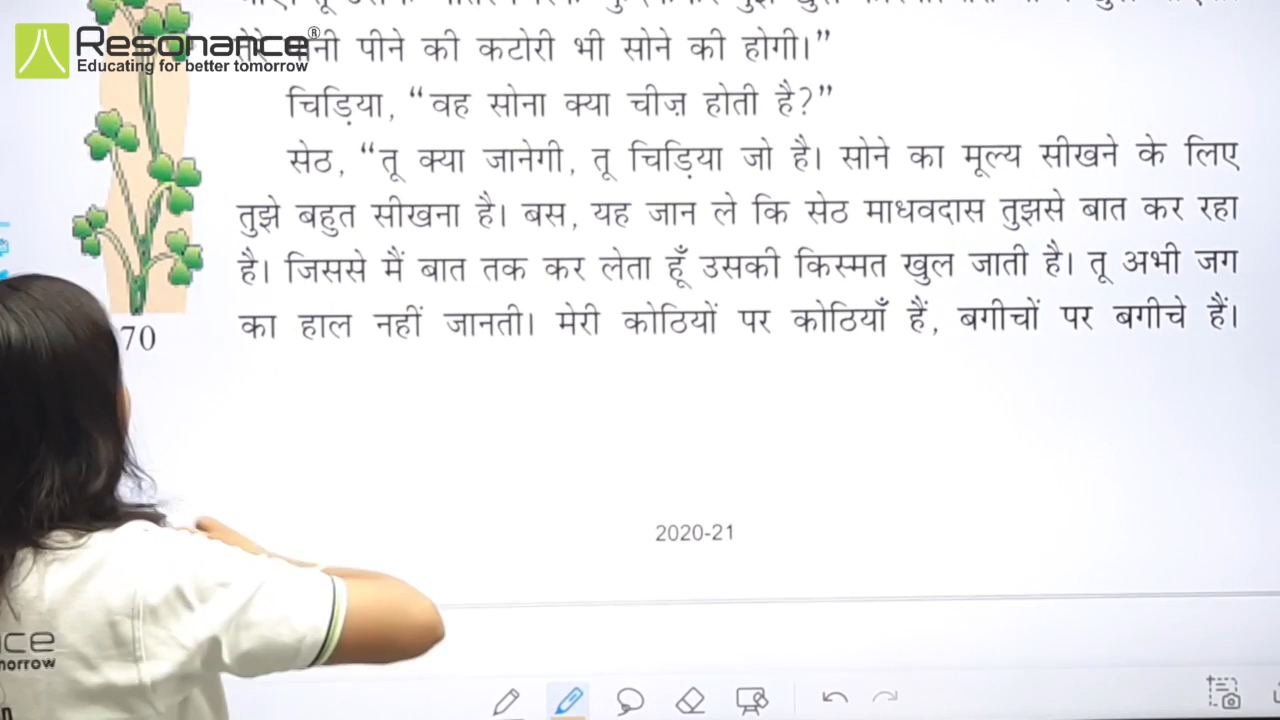 Resonance®
Educating for better tomorrow
पीने की कटोरी भी सोने की होगी।”
चिड़िया, “वह सोना क्या चीज़ होती है?”
सेठ, “तू क्या जानेगी, तू चिड़िया जो है। सोने का मूल्य सीखने के लिए
तुझे बहुत सीखना है। बस, यह जान ले कि सेठ माधवदास तुझसे बात कर रहा
है। जिससे मैं बात तक कर लेता हूँ उसकी किस्मत खुल जाती है। तू अभी जग
का हाल नहीं जानती। मेरी कोठियों पर कोठियाँ हैं, बगीचों पर बगीचे हैं।
70
2020-21